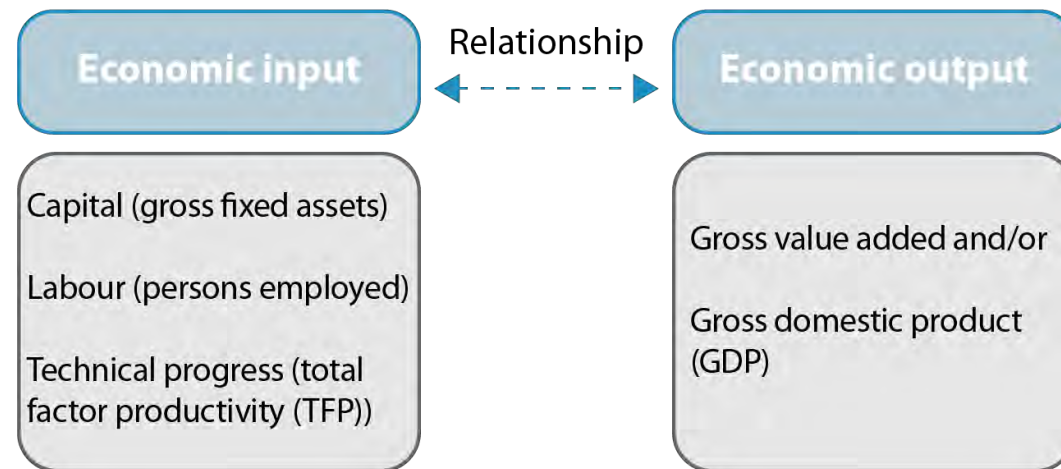 Economic input
Relationship
Economic output
Capital (gross fixed assets)
Labour (persons employed)
Technical progress (total
factor productivity (TFP))
Gross value added and/or
Gross domestic product
(GDP)